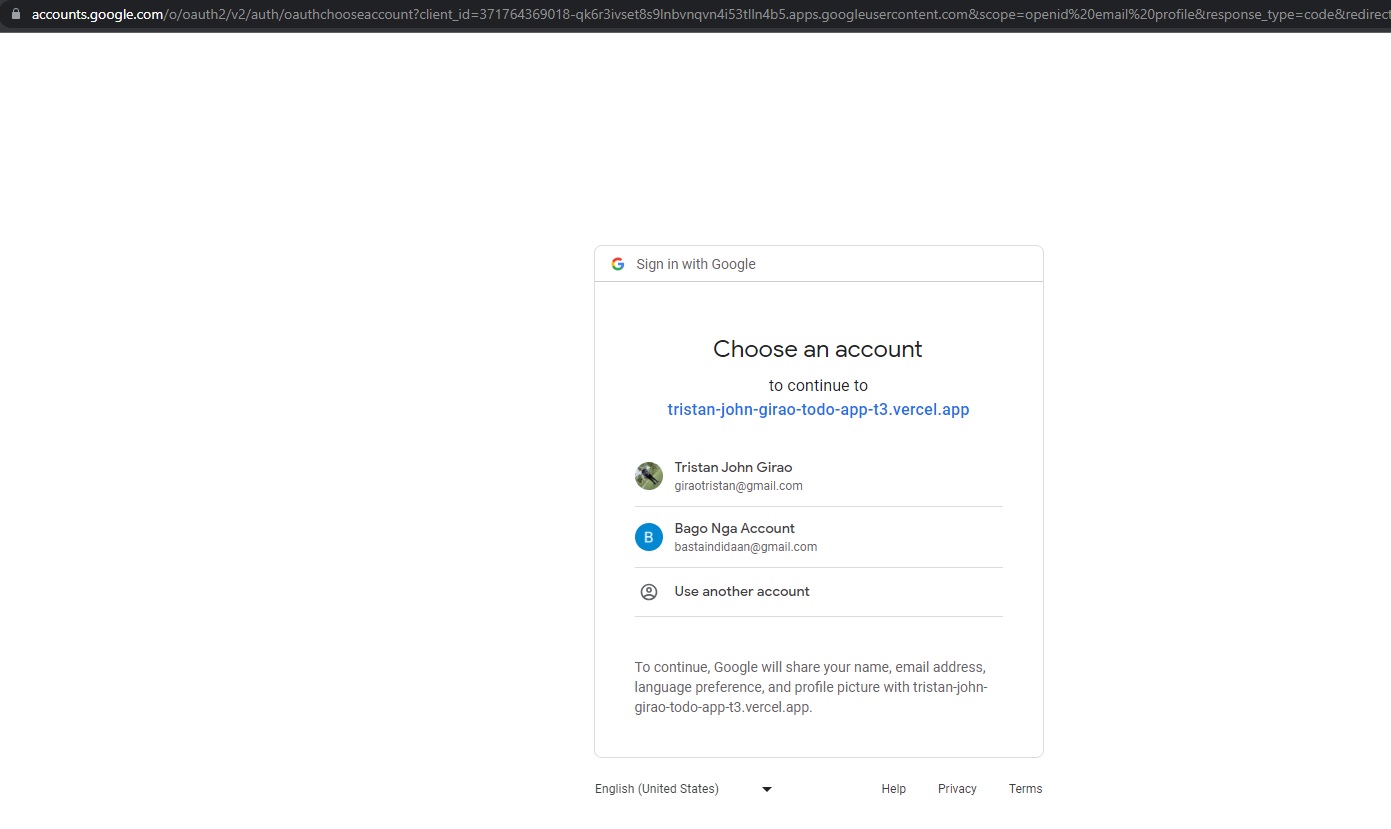 accounts.google.com/o/oauth2/v2/auth/oauthchooseaccount?client_id=371764369018-qk6r3ivset8s9lnbvnqvn4i53tlln4b5.apps.googleusercontent.com&scope=openid%20email%20profile&response_type=code&redirect
Sign in with Google
Choose an account
to continue to
tristan-john-girao-todo-app-t3.vercel.app
Tristan John Girao
giraotristan@gmail.com
B
Bago Nga Account
bastaindidaan@gmail.com
Use another account
To continue, Google will share your name, email address,
language preference, and profile picture with tristan-john-
girao-todo-app-t3.vercel.app.
English (United States)
Help Privacy Terms